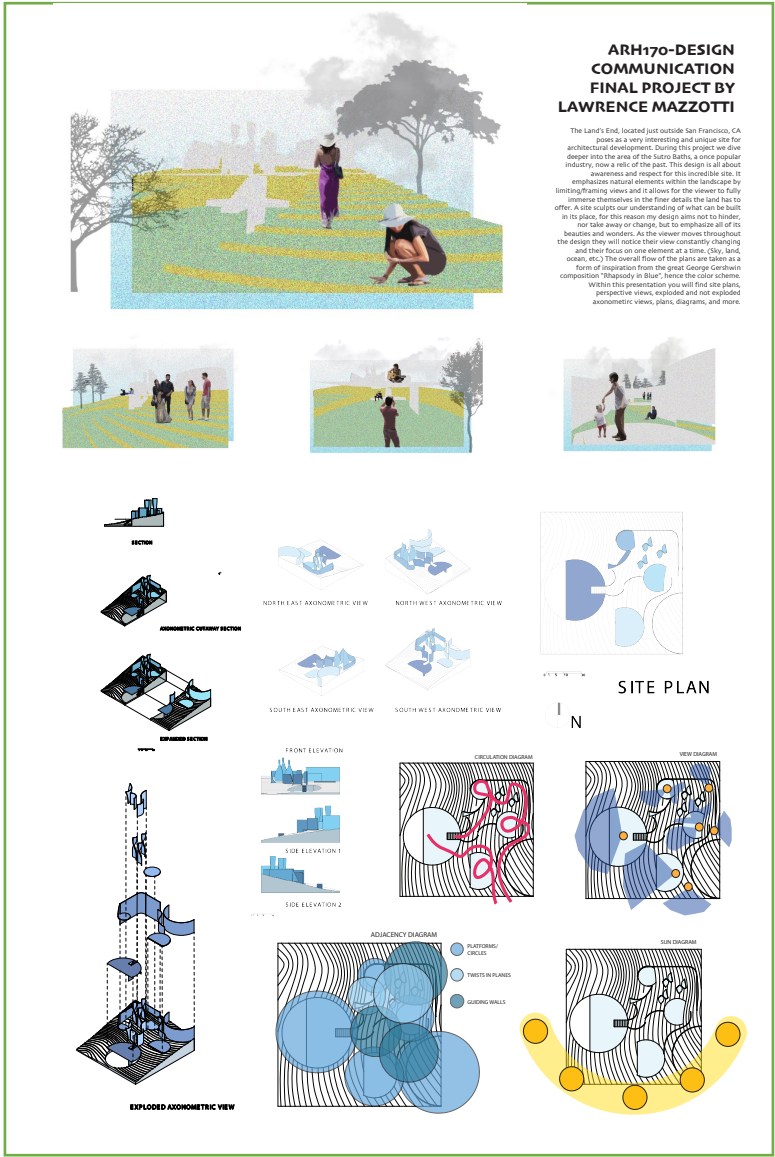 ARH170-DESIGN
COMMUNICATION
FINAL PROJECT BY
LAWRENCE MAZZOTTI
The Land's End, located just outside San Francisco, CA
poses as a very interesting and unique site for
architectural development. During this project we dive
deeper into the area of the Sutro Baths, a once popular
industry, now a relic of the past. This design is all about
awareness and respect for this incredible site. It
emphasizes natural elements within the landscape by
limiting/framing views and it allows for the viewer to fully
immerse themselves in the finer details the land has to
offer. A site sculpts our understanding of what can be built
in its place, for this reason my design aims not to hinder,
nor take away or change, but to emphasize all of its
beauties and wonders. As the viewer moves throughout
the design they will notice their view constantly changing
and their focus on one element at a time. (Sky, land,
ocean, etc.) The overall flow of the plans are taken as a
form of inspiration from the great George Gershwin
composition "Rhapsody in Blue", hence the color scheme.
Within this presentation you will find site plans,
perspective views, exploded and not exploded
axonometirc views, plans, diagrams, and more.
SECTION
AXONOMETRIC CUTAWAY SECTION
EXPANDED SECTION
NORTH EAST AXONOMETRIC VIEW
NORTH WEST AXONOMETRIC VIEW
SOUTH EAST AXONOMETRIC VIEW
SOUTH WEST AXONOMETRIC VIEW
SITE PLAN
N
FRONT ELEVATION
SIDE ELEVATION 1
SIDE ELEVATION 2
CIRCULATION DIAGRAM
VIEW DIAGRAM
ADJACENCY DIAGRAM
PLATFORMS/
CIRCLES
TWISTS IN PLANES
GUIDING WALLS
SUN DIAGRAM
EXPLODED AXONOMETRIC VIEW